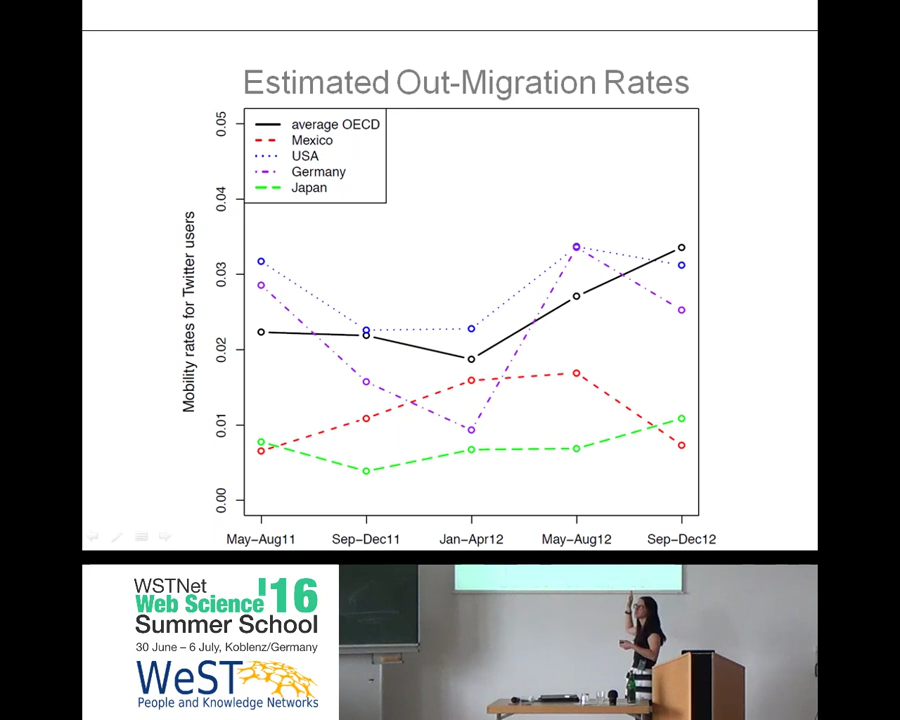 Estimated Out-Migration Rates
average OECD
Mexico
USA
Germany
Japan
Mobility rates for Twitter users
0.05
0.04
0.03
0.02
0.01
0.00
May–Aug11 Sep–Dec11 Jan–Apr12 May–Aug12 Sep–Dec12
WSTNet
Web Science '16
Summer School
30 June – 6 July, Koblenz/Germany
WeST
People and Knowledge Networks